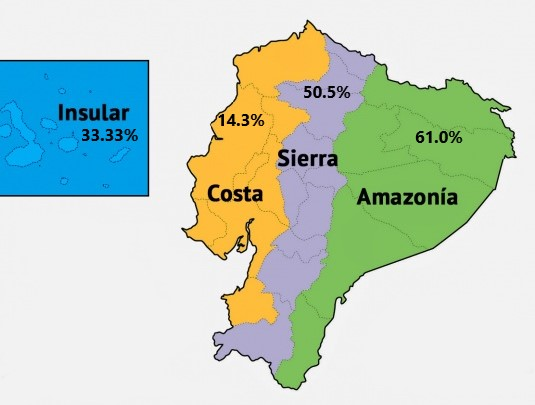 Insular
33.33%
50.5%
14.3%
61.0%
Sierra
Costa
Amazonía